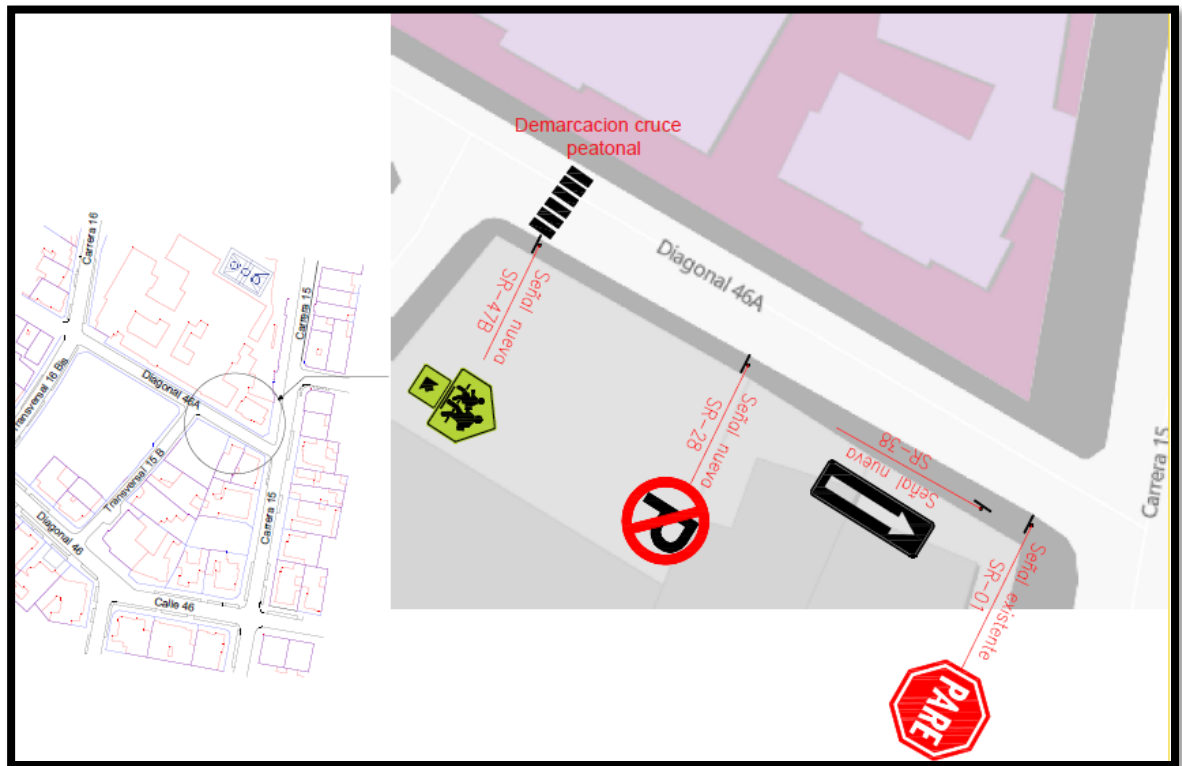 Carrera 16
Carrera 15
Transversal 16 Bis
Diagonal 46A
Transversal 15 B
Diagonal 46
Carrera 15
Calle 46
Demarcacion cruce
peatonal
Diagonal 46A
Carrera 15
Señal nueva
SR-47B
Señal nueva
SR-28
P
Señal nueva
SR-38
Señal existente
SR-01
PARE